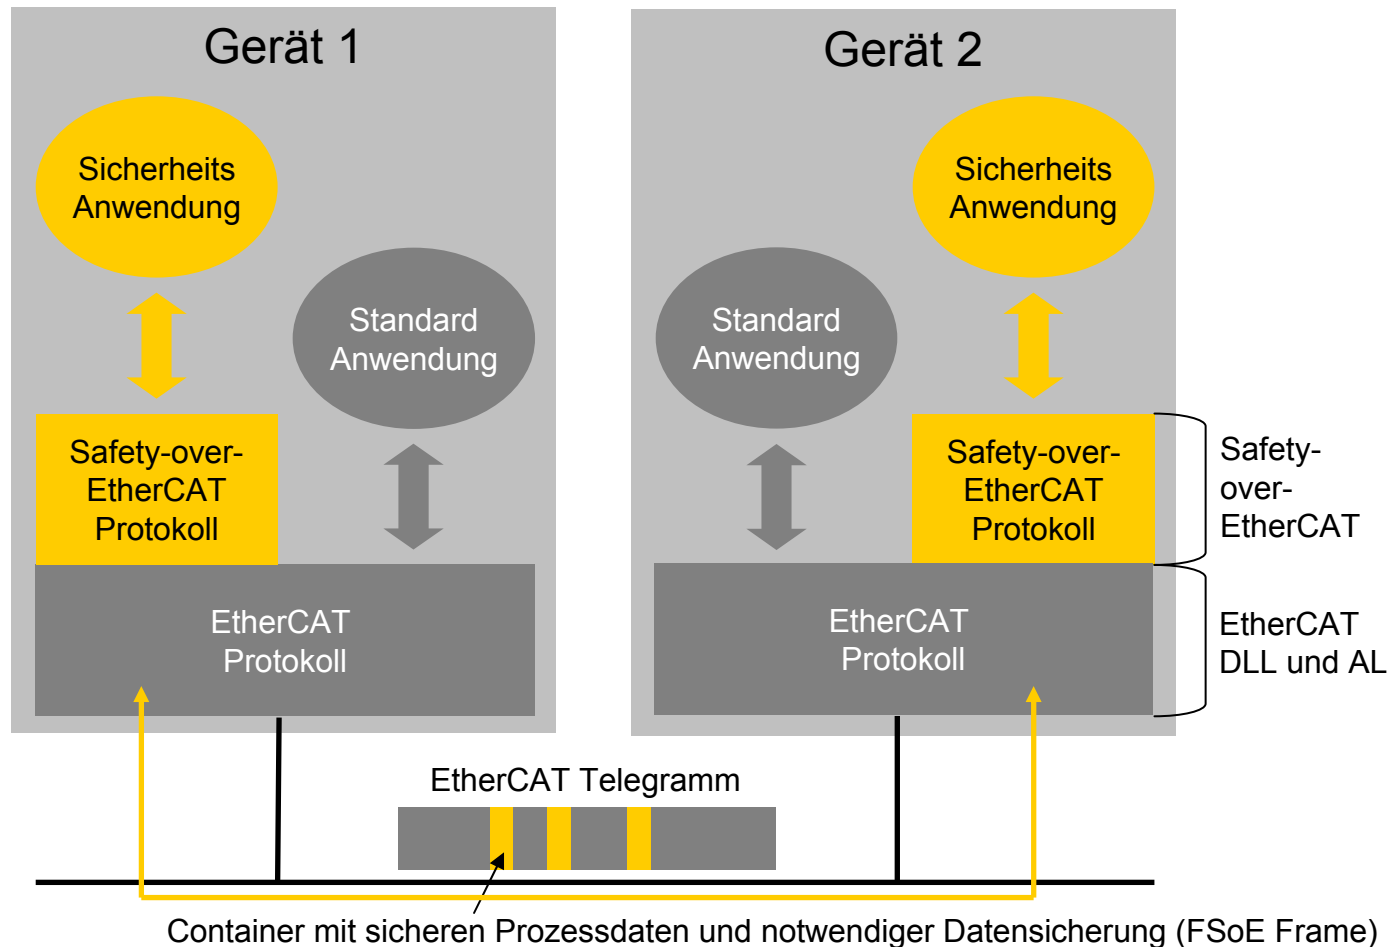 Gerät 1
Sicherheits
Anwendung
Standard
Anwendung
Safety-over-
EtherCAT
Protokoll
EtherCAT
Protokoll
Gerät 2
Sicherheits
Anwendung
Standard
Anwendung
Safety-over-
EtherCAT
Protokoll
EtherCAT
Protokoll
Safety-
over-
EtherCAT
EtherCAT
DLL und AL
EtherCAT Telegramm
Container mit sicheren Prozessdaten und notwendiger Datensicherung (FSoE Frame)